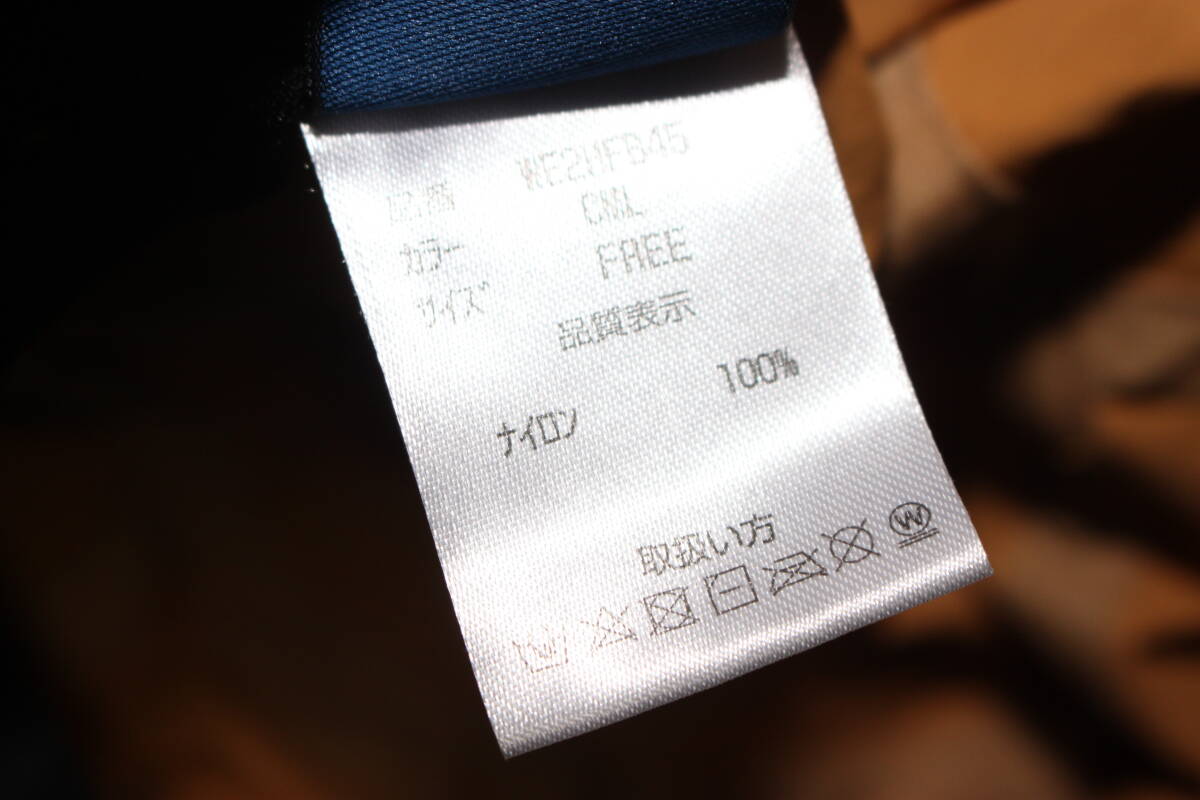 品番 WE2MFB45
カラー CML
サイズ FREE
品質表示
ナイロン 100%
取扱い方
W